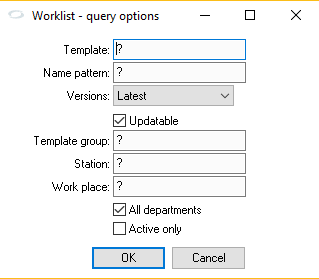 Worklist - query options
Template: ?
Name pattern: ?
Versions: Latest
Updatable
Template group: ?
Station: ?
Work place: ?
All departments
Active only
OK Cancel